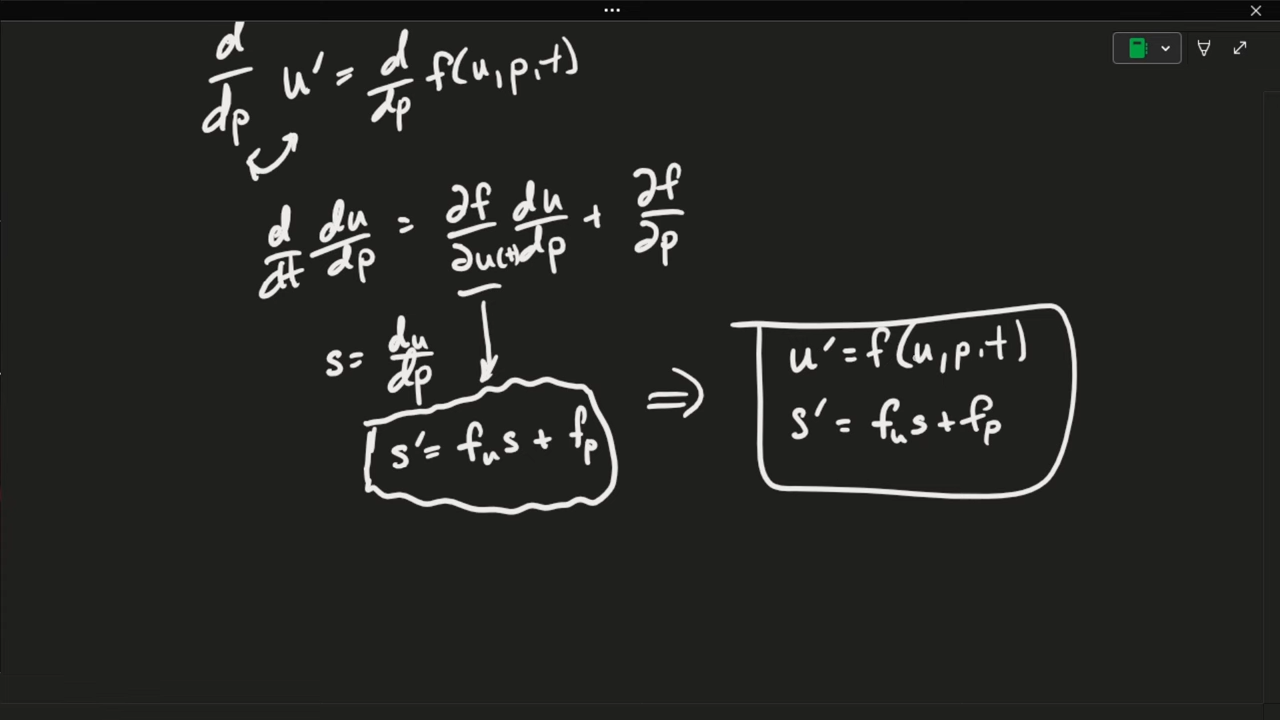 d/dp u' = d/dp f(u,p,t)
d/dt du/dp = ∂f/∂u(t) du/dp + ∂f/∂p
s = du/dp
s' = f_u s + f_p ⇒
u' = f(u,p,t)
s' = f_u s + f_p